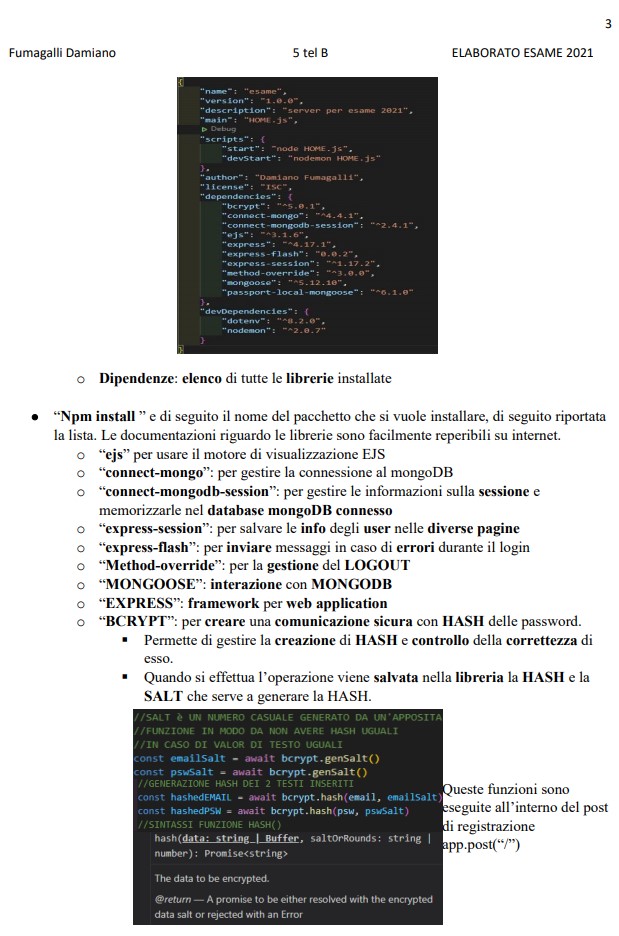 3
Fumagalli Damiano 5 tel B ELABORATO ESAME 2021
{
"name": "esame",
"version": "1.0.0",
"description": "server per esame 2021",
"main": "HOME.js",
▷ Debug
"scripts": {
"start": "node HOME.js",
"devStart": "nodemon HOME.js"
},
"author": "Damiano Fumagalli",
"license": "ISC",
"dependencies": {
"bcrypt": "^5.0.1",
"connect-mongo": "^4.4.1",
"connect-mongodb-session": "^2.4.1",
"ejs": "^3.1.6",
"express": "^4.17.1",
"express-flash": "0.0.2",
"express-session": "^1.17.2",
"method-override": "^3.0.0",
"mongoose": "^5.12.10",
"passport-local-mongoose": "^6.1.0"
},
"devDependencies": {
"dotenv": "^8.2.0",
"nodemon": "^2.0.7"
}
}
o Dipendenze: elenco di tutte le librerie installate
● “Npm install ” e di seguito il nome del pacchetto che si vuole installare, di seguito riportata
la lista. Le documentazioni riguardo le librerie sono facilmente reperibili su internet.
o “ejs” per usare il motore di visualizzazione EJS
o “connect-mongo”: per gestire la connessione al mongoDB
o “connect-mongodb-session”: per gestire le informazioni sulla sessione e
memorizzarle nel database mongoDB connesso
o “express-session”: per salvare le info degli user nelle diverse pagine
o “express-flash”: per inviare messaggi in caso di errori durante il login
o “Method-override”: per la gestione del LOGOUT
o “MONGOOSE”: interazione con MONGODB
o “EXPRESS”: framework per web application
o “BCRYPT”: per creare una comunicazione sicura con HASH delle password.
▪ Permette di gestire la creazione di HASH e controllo della correttezza di
esso.
▪ Quando si effettua l’operazione viene salvata nella libreria la HASH e la
SALT che serve a generare la HASH.
//SALT è UN NUMERO CASUALE GENERATO DA UN'APPOSITA
//FUNZIONE IN MODO DA NON AVERE HASH UGUALI
//IN CASO DI VALOR DI TESTO UGUALI
const emailSalt = await bcrypt.genSalt()
const pswSalt = await bcrypt.genSalt()
//GENERAZIONE HASH DEI 2 TESTI INSERITI
const hashedEMAIL = await bcrypt.hash(email, emailSalt)
const hashedPSW = await bcrypt.hash(psw, pswSalt)
//SINTASSI FUNZIONE HASH()
hash(data: string | Buffer, saltOrRounds: string |
number): Promise<string>
The data to be encrypted.
@return — A promise to be either resolved with the encrypted
data salt or rejected with an Error
Queste funzioni sono
eseguite all’interno del post
di registrazione
app.post(“/”)